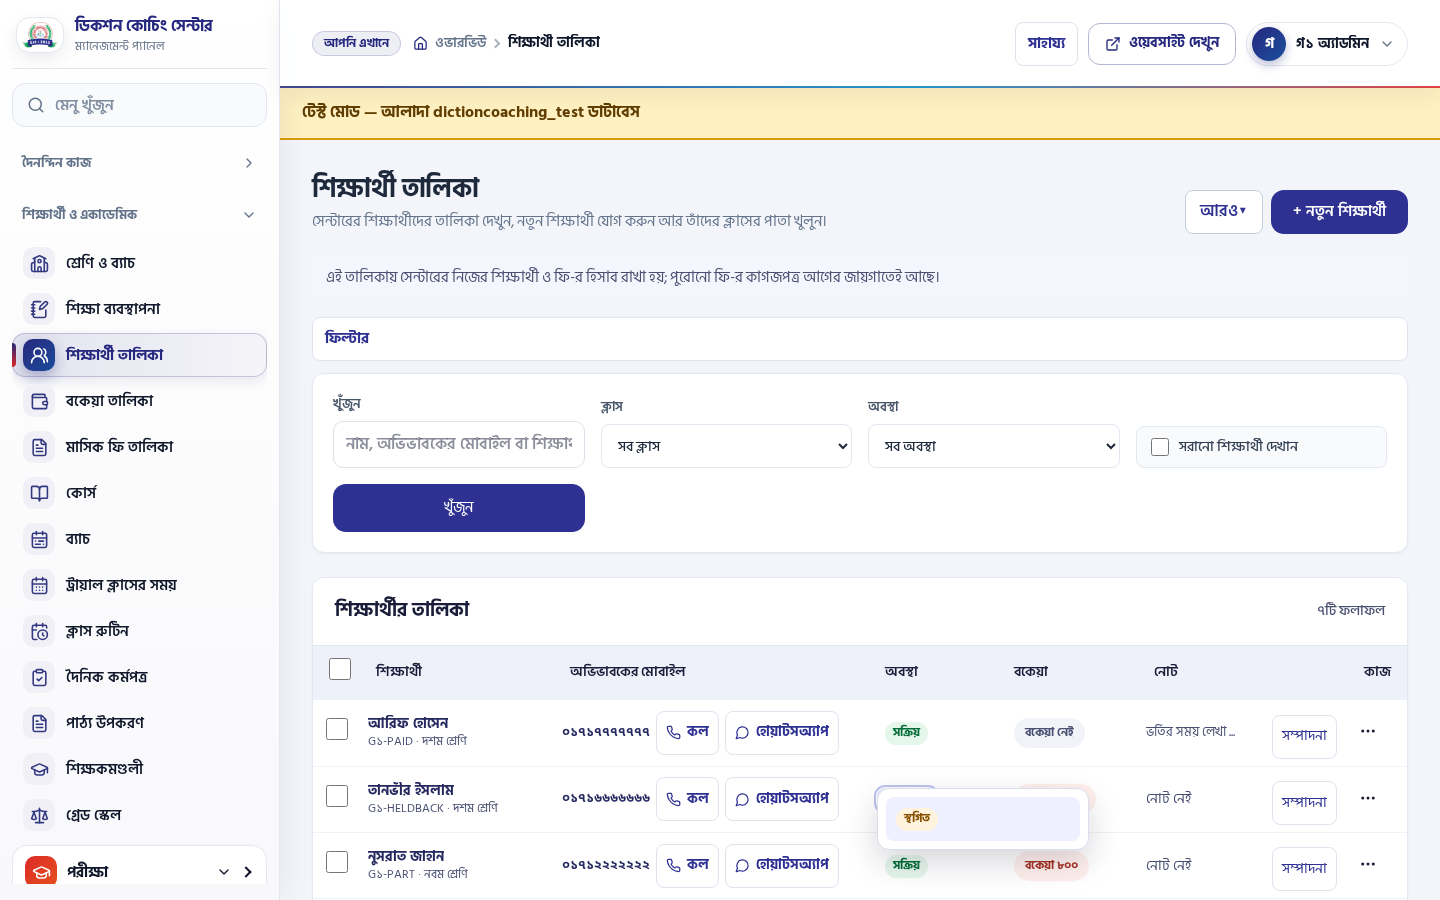 ডিকশন কোচিং সেন্টার
ম্যানেজমেন্ট প্যানেল
মেনু খুঁজুন
দৈনন্দিন কাজ
শিক্ষার্থী ও একাডেমিক
শ্রেণি ও ব্যাচ
শিক্ষা ব্যবস্থাপনা
শিক্ষার্থী তালিকা
বকেয়া তালিকা
মাসিক ফি তালিকা
কোর্স
ব্যাচ
ট্রায়াল ক্লাসের সময়
ক্লাস রুটিন
দৈনিক কর্মপত্র
পাঠ্য উপকরণ
শিক্ষকমণ্ডলী
গ্রেড স্কেল
পরীক্ষা
আপনি এখানে ওভারভিউ শিক্ষার্থী তালিকা
সাহায্য ওয়েবসাইট দেখুন গ গ১ অ্যাডমিন
টেস্ট মোড — আলাদা dictioncoaching_test ডাটাবেস
শিক্ষার্থী তালিকা
সেন্টারের শিক্ষার্থীদের তালিকা দেখুন, নতুন শিক্ষার্থী যোগ করুন আর তাঁদের ক্লাসের পাতা খুলুন।
আরও▾ + নতুন শিক্ষার্থী
এই তালিকায় সেন্টারের নিজের শিক্ষার্থী ও ফি-র হিসাব রাখা হয়; পুরোনো ফি-র কাগজপত্র আগের জায়গাতেই আছে।
ফিল্টার
খুঁজুন ক্লাস অবস্থা
নাম, অভিভাবকের মোবাইল বা সব ক্লাস সব অবস্থা সরানো শিক্ষার্থী দেখান
খুঁজুন
শিক্ষার্থীর তালিকা ৭টি ফলাফল
শিক্ষার্থী অভিভাবকের মোবাইল অবস্থা বকেয়া নোট কাজ
আরিফ হোসেন
G১-PAID · দশম শ্রেণি
০১৭১৭৭৭৭৭৭৭ কল হোয়াটসঅ্যাপ সক্রিয় বকেয়া নেই ভর্তির সময় লেখা ... সম্পাদনা ...
তানভীর ইসলাম
G১-HELDBACK · দশম শ্রেণি
০১৭১৬৬৬৬৬৬৬ কল হোয়াটসঅ্যাপ নোট নেই সম্পাদনা ...
স্থগিত
নুসরাত জাহান
G১-PART · নবম শ্রেণি
০১৭১২২২২২২২ কল হোয়াটসঅ্যাপ সক্রিয় বকেয়া ৮০০ নোট নেই সম্পাদনা ...